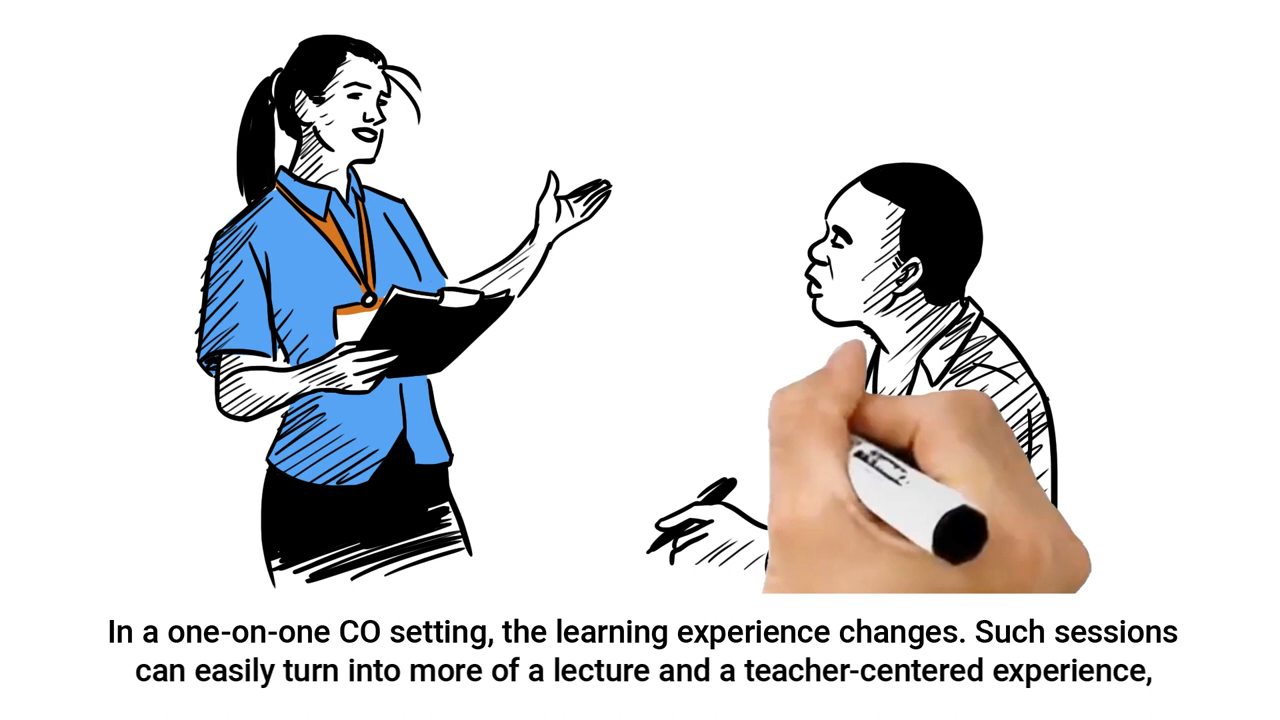 In a one-on-one CO setting, the learning experience changes. Such sessions
can easily turn into more of a lecture and a teacher-centered experience,